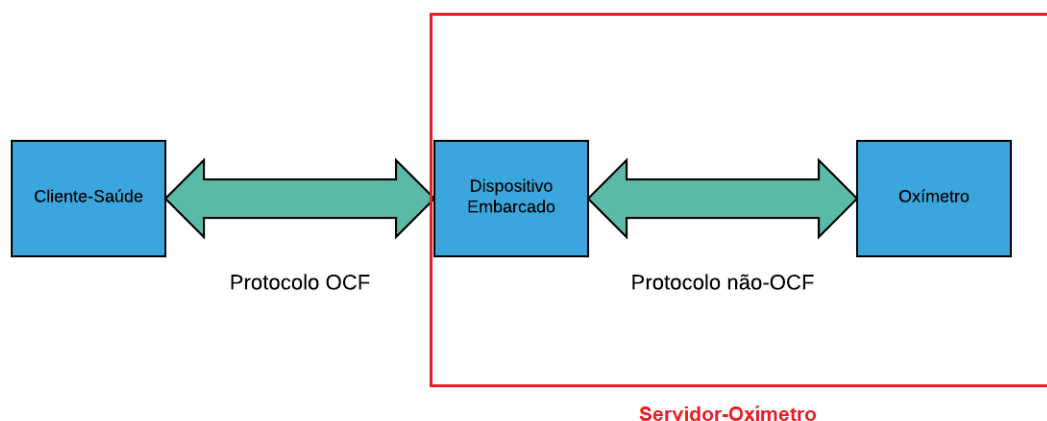 Cliente-Saúde
Dispositivo
Embarcado
Oxímetro
Protocolo OCF
Protocolo não-OCF
Servidor-Oxímetro